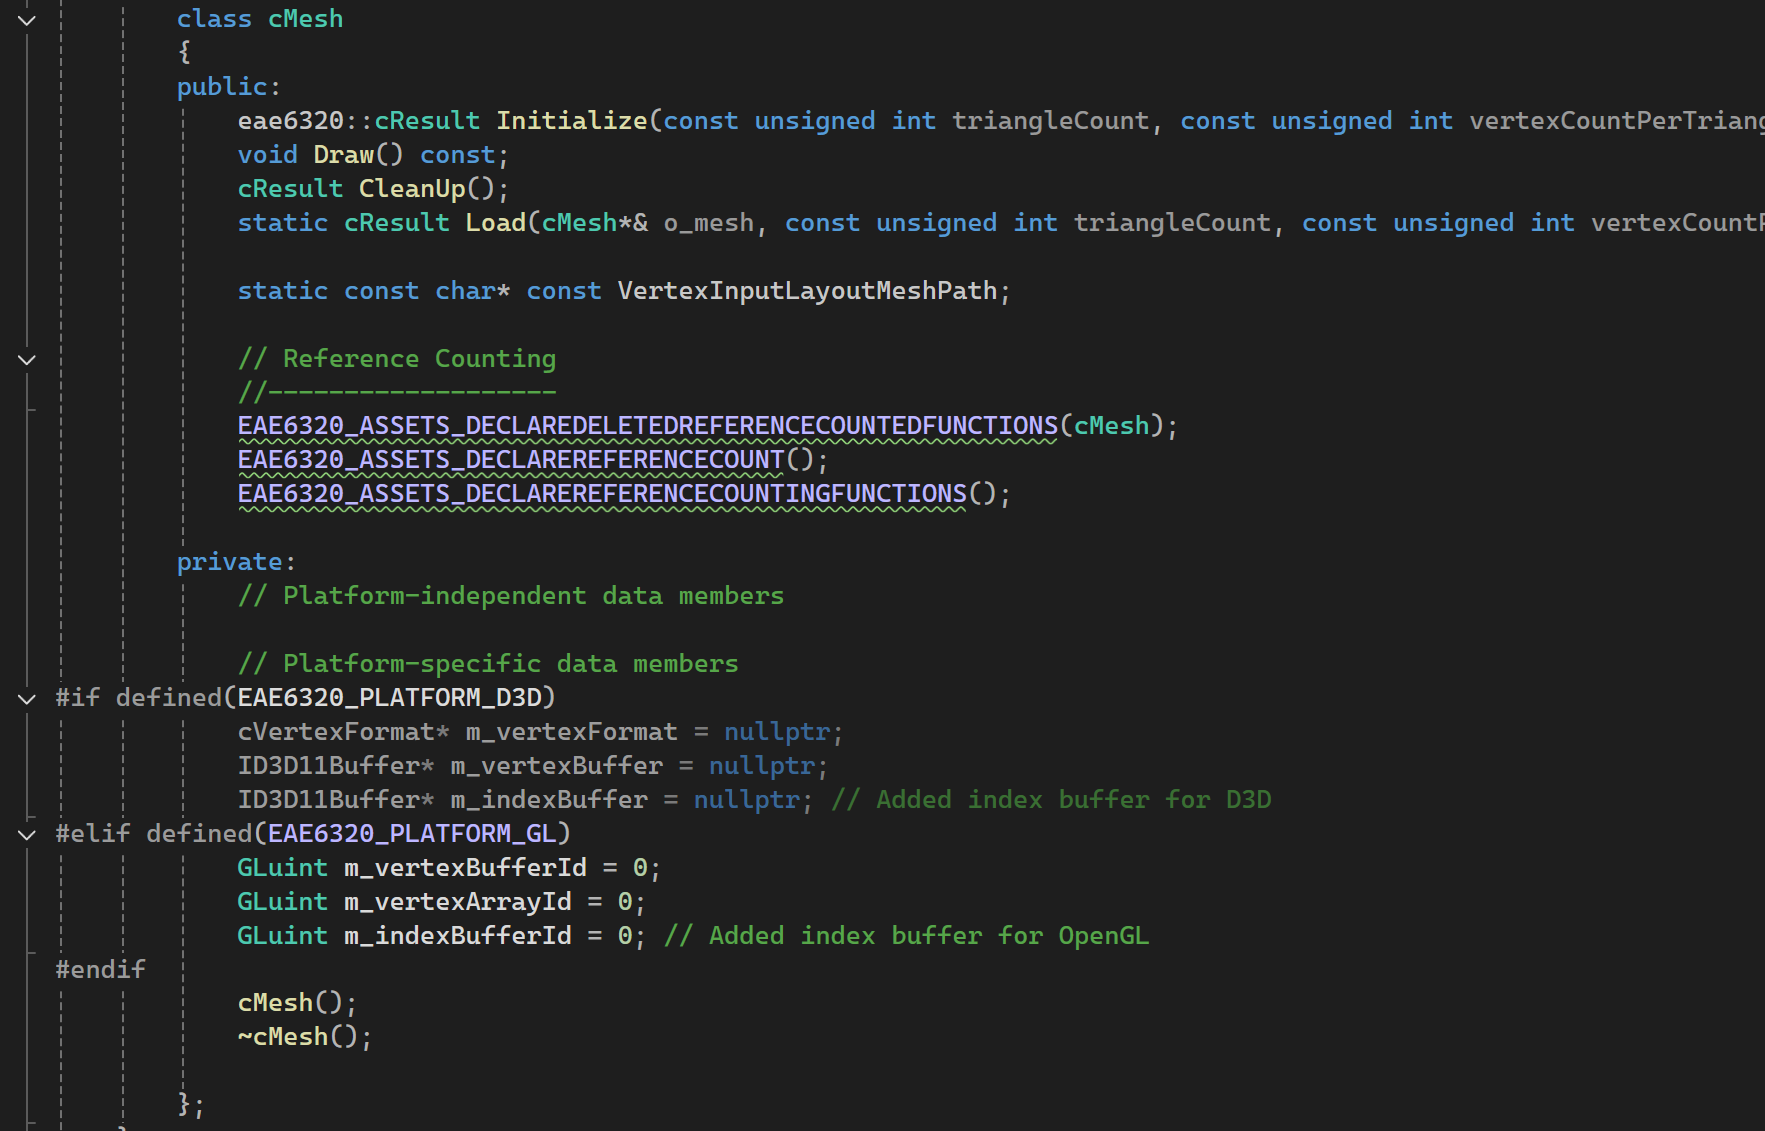 class cMesh
{
public:
eae6320::cResult Initialize(const unsigned int triangleCount, const unsigned int vertexCountPerTriang
void Draw() const;
cResult CleanUp();
static cResult Load(cMesh*& o_mesh, const unsigned int triangleCount, const unsigned int vertexCountP
static const char* const VertexInputLayoutMeshPath;
// Reference Counting
//-------------------
EAE6320_ASSETS_DECLAREDELETEDREFERENCECOUNTEDFUNCTIONS(cMesh);
EAE6320_ASSETS_DECLAREREFERENCECOUNT();
EAE6320_ASSETS_DECLAREREFERENCECOUNTINGFUNCTIONS();
private:
// Platform-independent data members
// Platform-specific data members
#if defined(EAE6320_PLATFORM_D3D)
cVertexFormat* m_vertexFormat = nullptr;
ID3D11Buffer* m_vertexBuffer = nullptr;
ID3D11Buffer* m_indexBuffer = nullptr; // Added index buffer for D3D
#elif defined(EAE6320_PLATFORM_GL)
GLuint m_vertexBufferId = 0;
GLuint m_vertexArrayId = 0;
GLuint m_indexBufferId = 0; // Added index buffer for OpenGL
#endif
cMesh();
~cMesh();
};